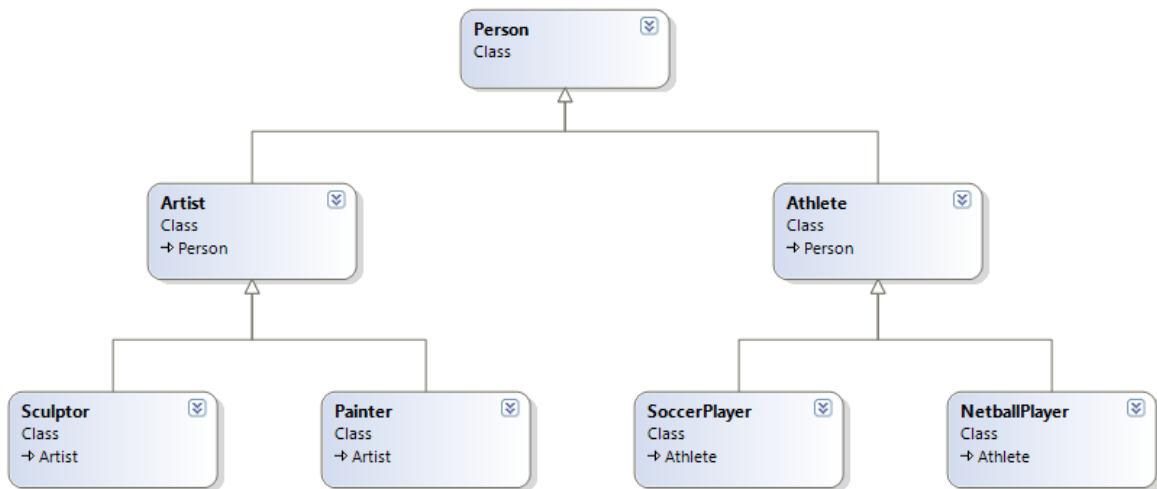 Person
Class
Artist
Class
Person
Athlete
Class
Person
Sculptor
Class
Artist
Painter
Class
Artist
SoccerPlayer
Class
Athlete
NetballPlayer
Class
Athlete